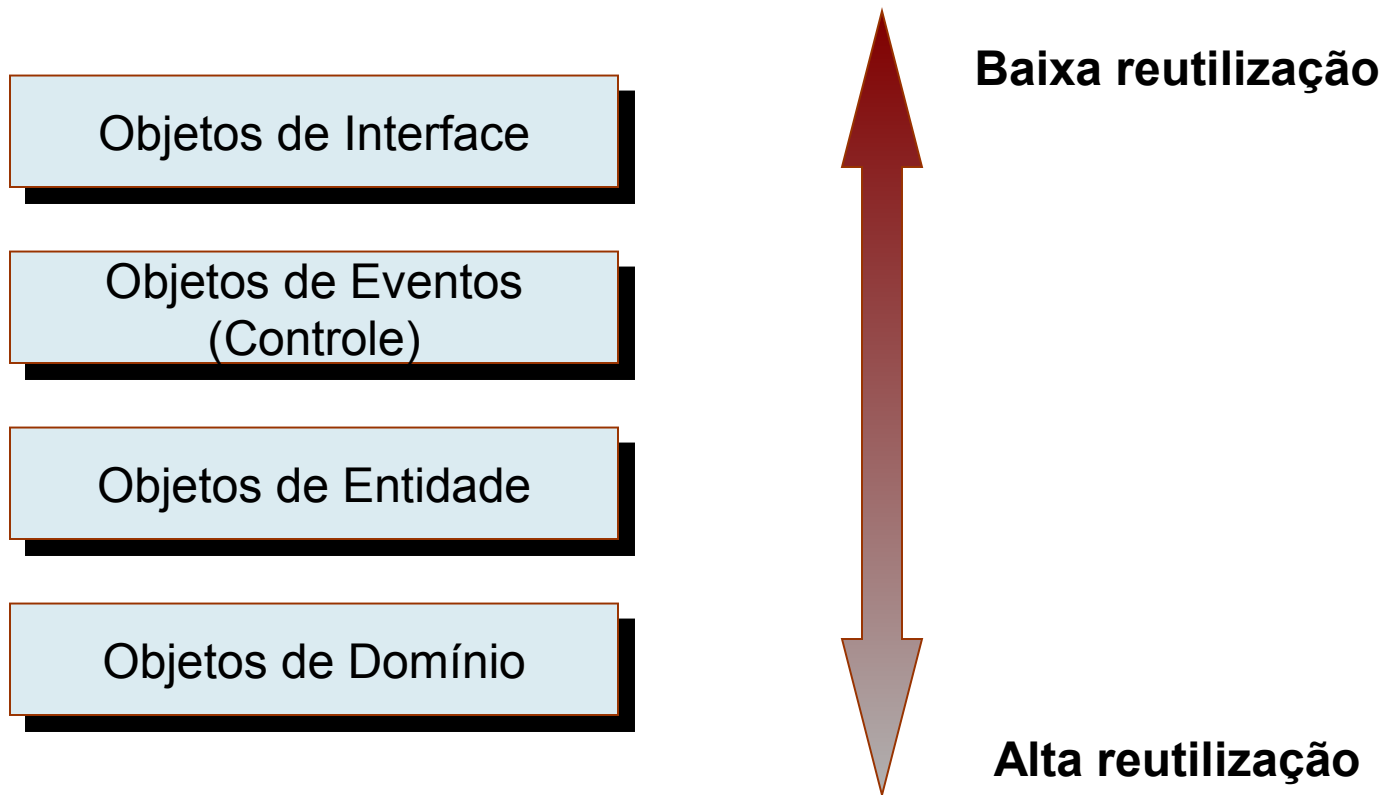 Baixa reutilização
Objetos de Interface
Objetos de Eventos
(Controle)
Objetos de Entidade
Objetos de Domínio
Alta reutilização